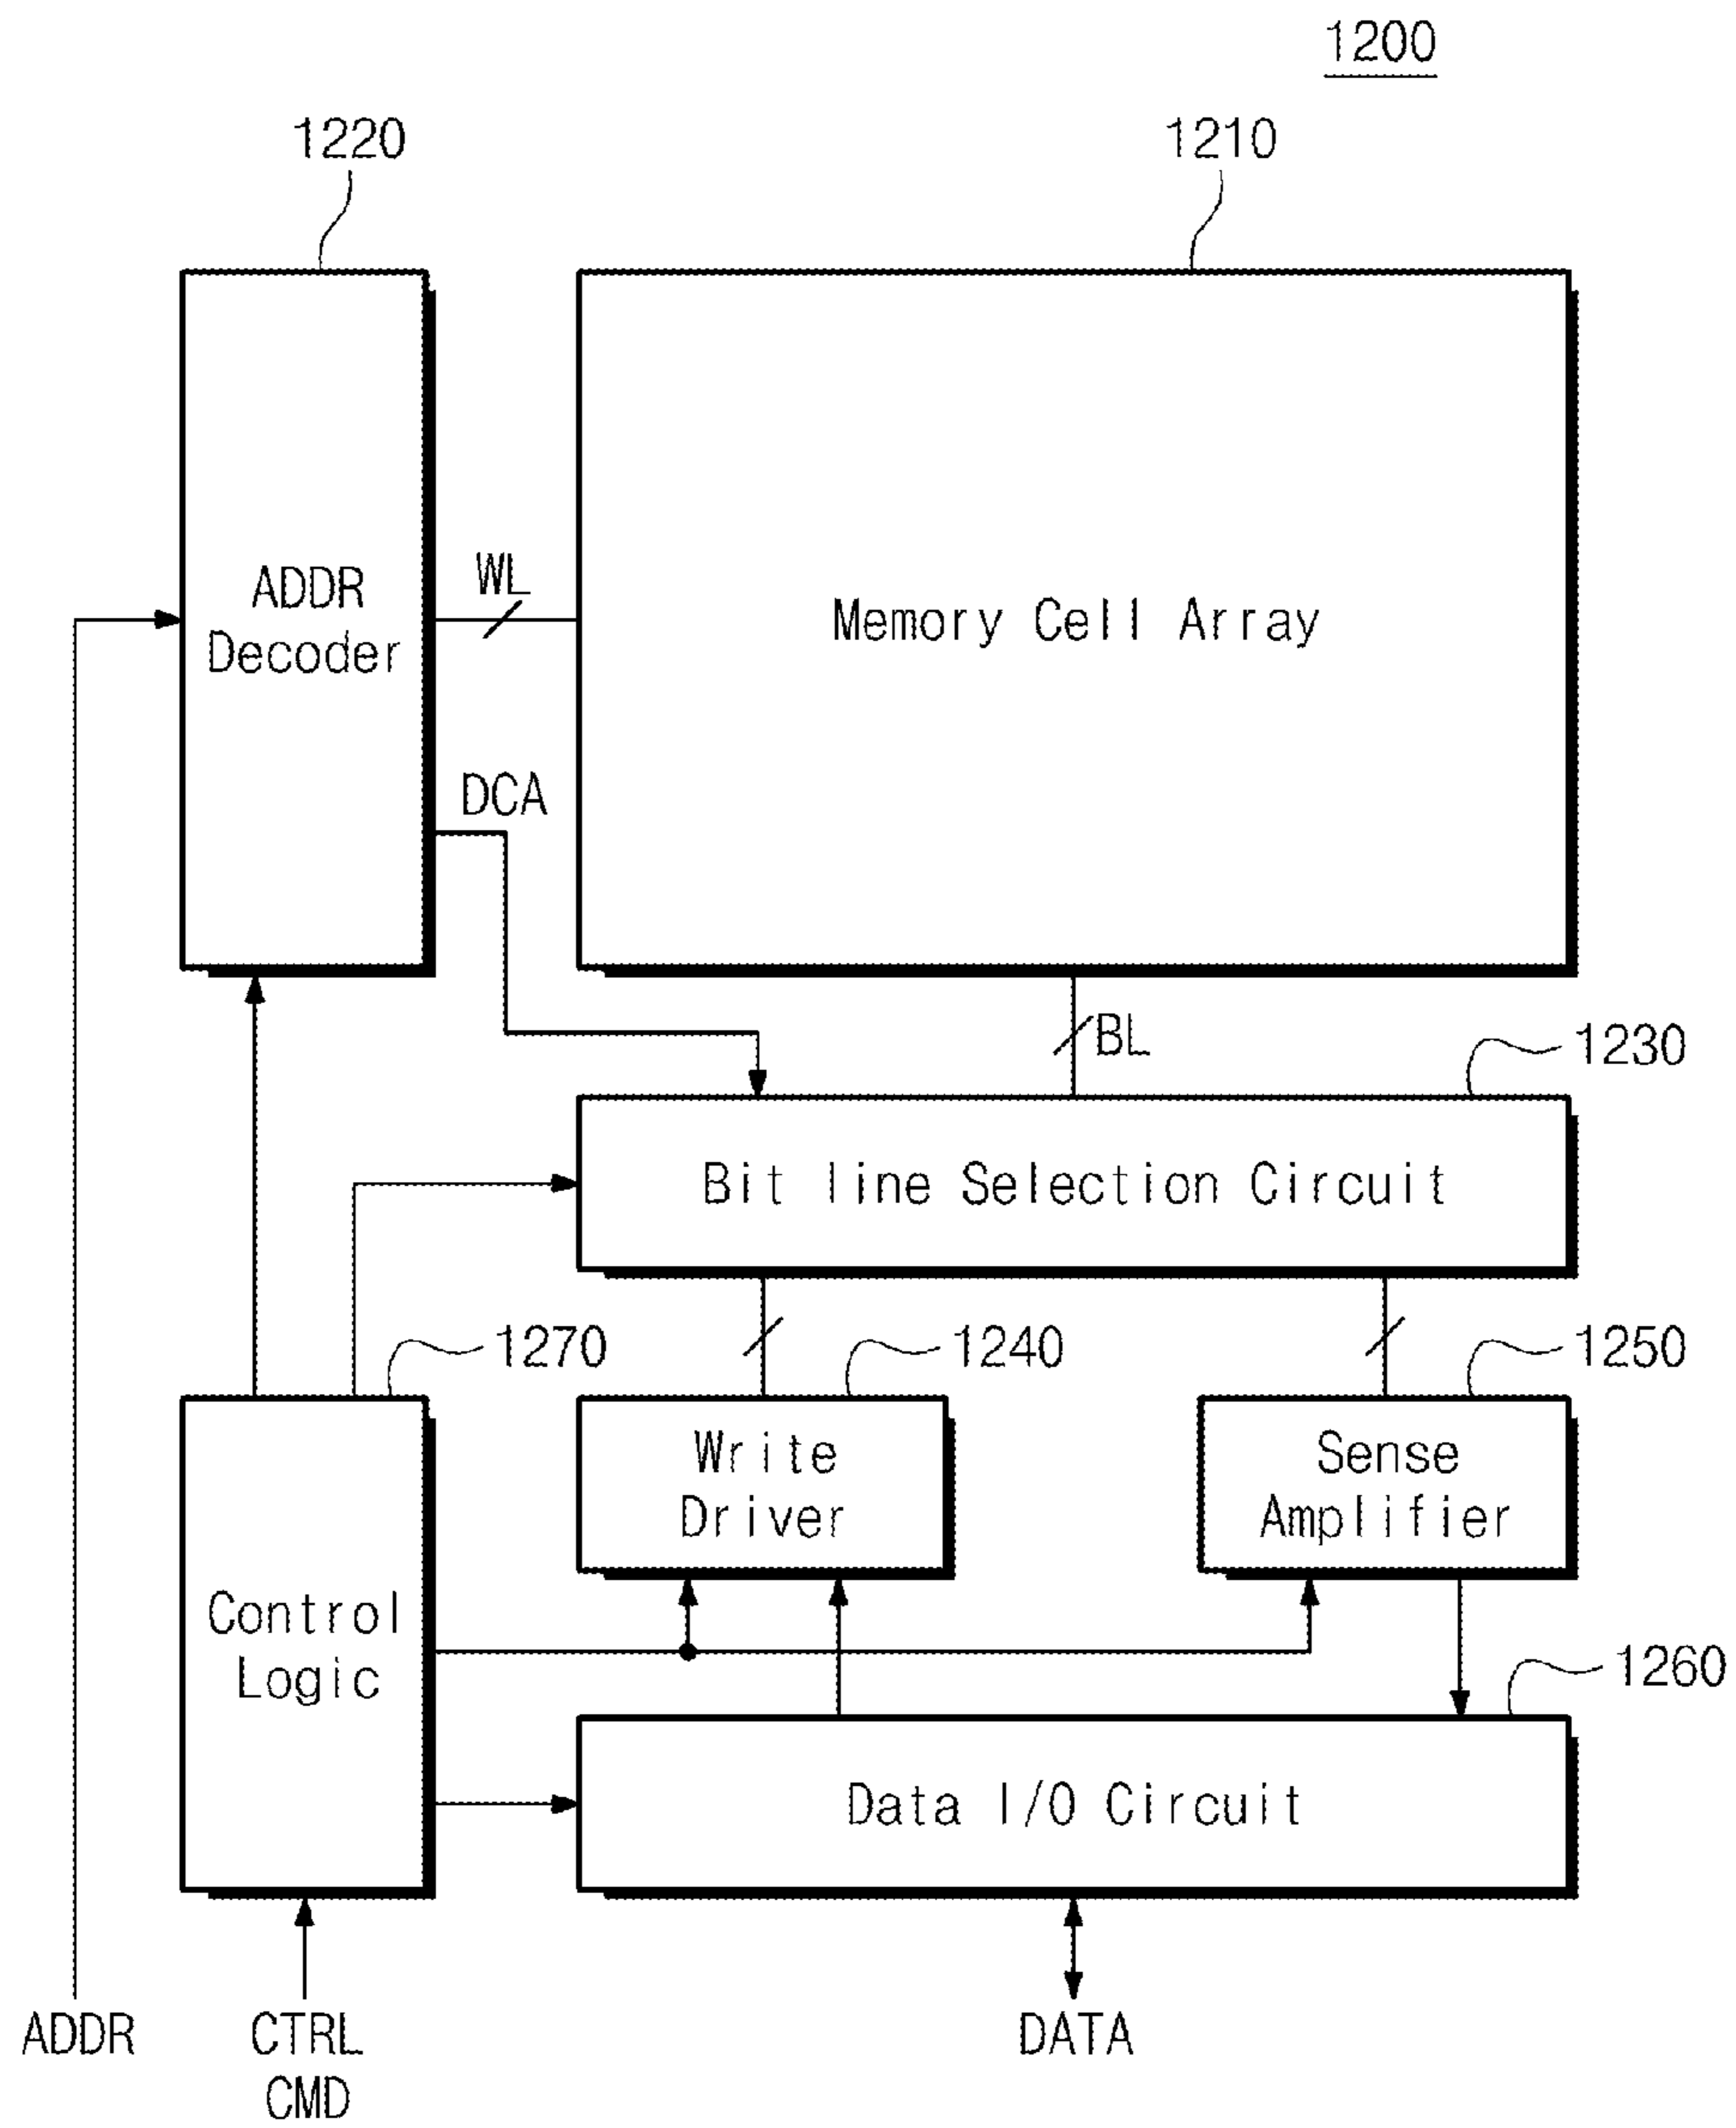 1200
1220
1210
ADDR
Decoder
WL
Memory Cell Array
DCA
BL
1230
Bit line Selection Circuit
1270
1240
1250
Write
Driver
Sense
Amplifier
Control
Logic
1260
Data I/O Circuit
ADDR
CTRL
CMD
DATA